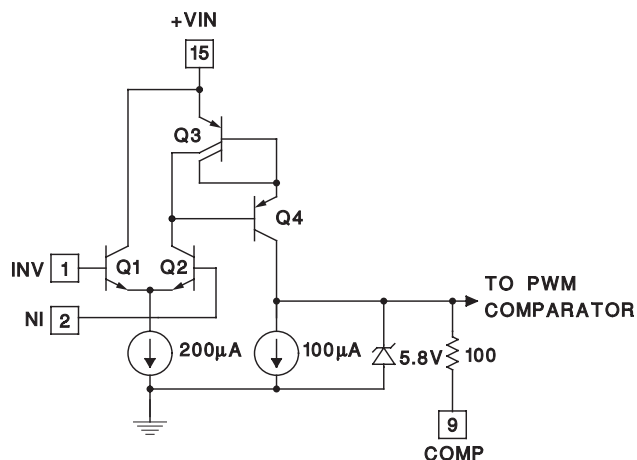 +VIN
15
Q3
Q4
INV 1 Q1 Q2
NI 2
TO PWM
COMPARATOR
200µA 100µA 5.8V 100
9
COMP